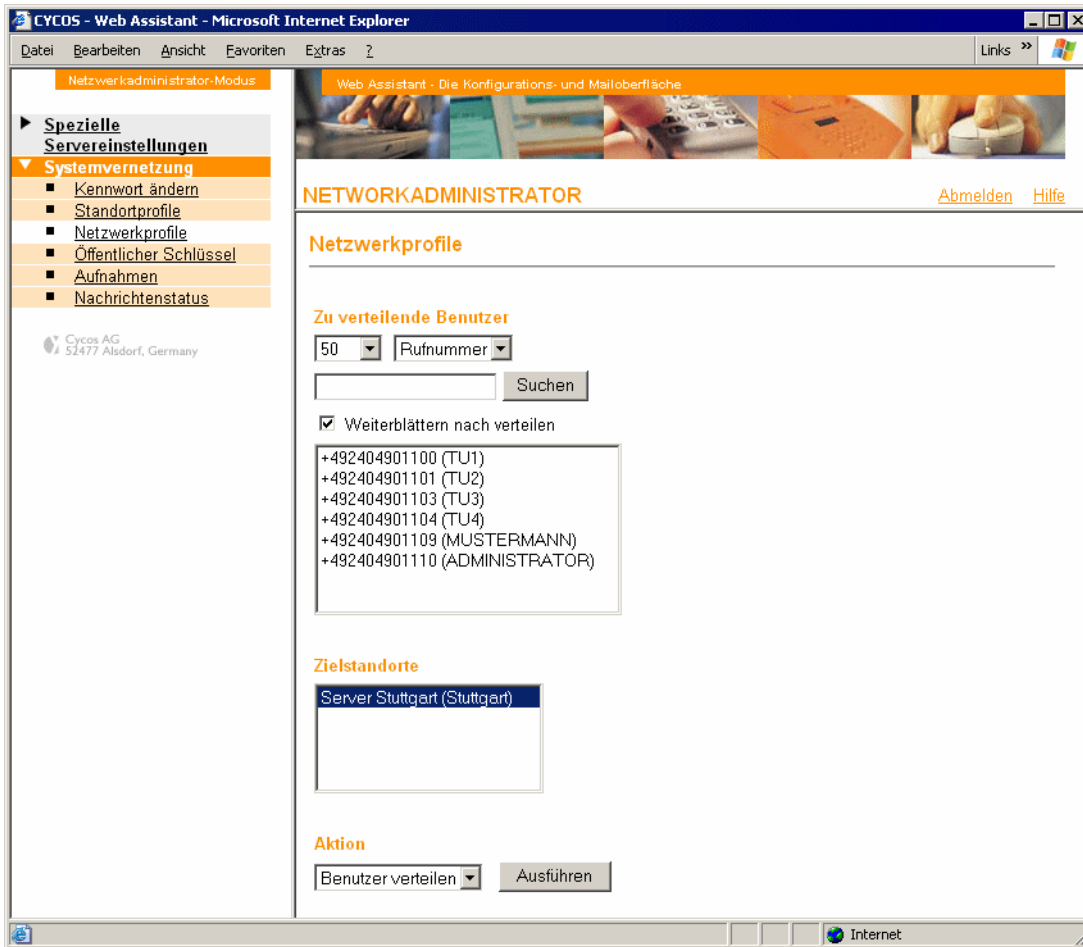 CYCOS - Web Assistant - Microsoft Internet Explorer
Datei Bearbeiten Ansicht Favoriten Extras ? Links »
Netzwerkadministrator-Modus
Web Assistant - Die Konfigurations- und Mailoberfläche
Spezielle
Servereinstellungen
Systemvernetzung
Kennwort ändern
Standortprofile
Netzwerkprofile
Öffentlicher Schlüssel
Aufnahmen
Nachrichtenstatus
Cycos AG
52477 Alsdorf, Germany
NETWORKADMINISTRATOR Abmelden Hilfe
Netzwerkprofile
Zu verteilende Benutzer
50 Rufnummer
Suchen
Weiterblättern nach verteilen
+492404901100 (TU1)
+492404901101 (TU2)
+492404901103 (TU3)
+492404901104 (TU4)
+492404901109 (MUSTERMANN)
+492404901110 (ADMINISTRATOR)
Zielstandorte
Server Stuttgart (Stuttgart)
Aktion
Benutzer verteilen Ausführen
Internet